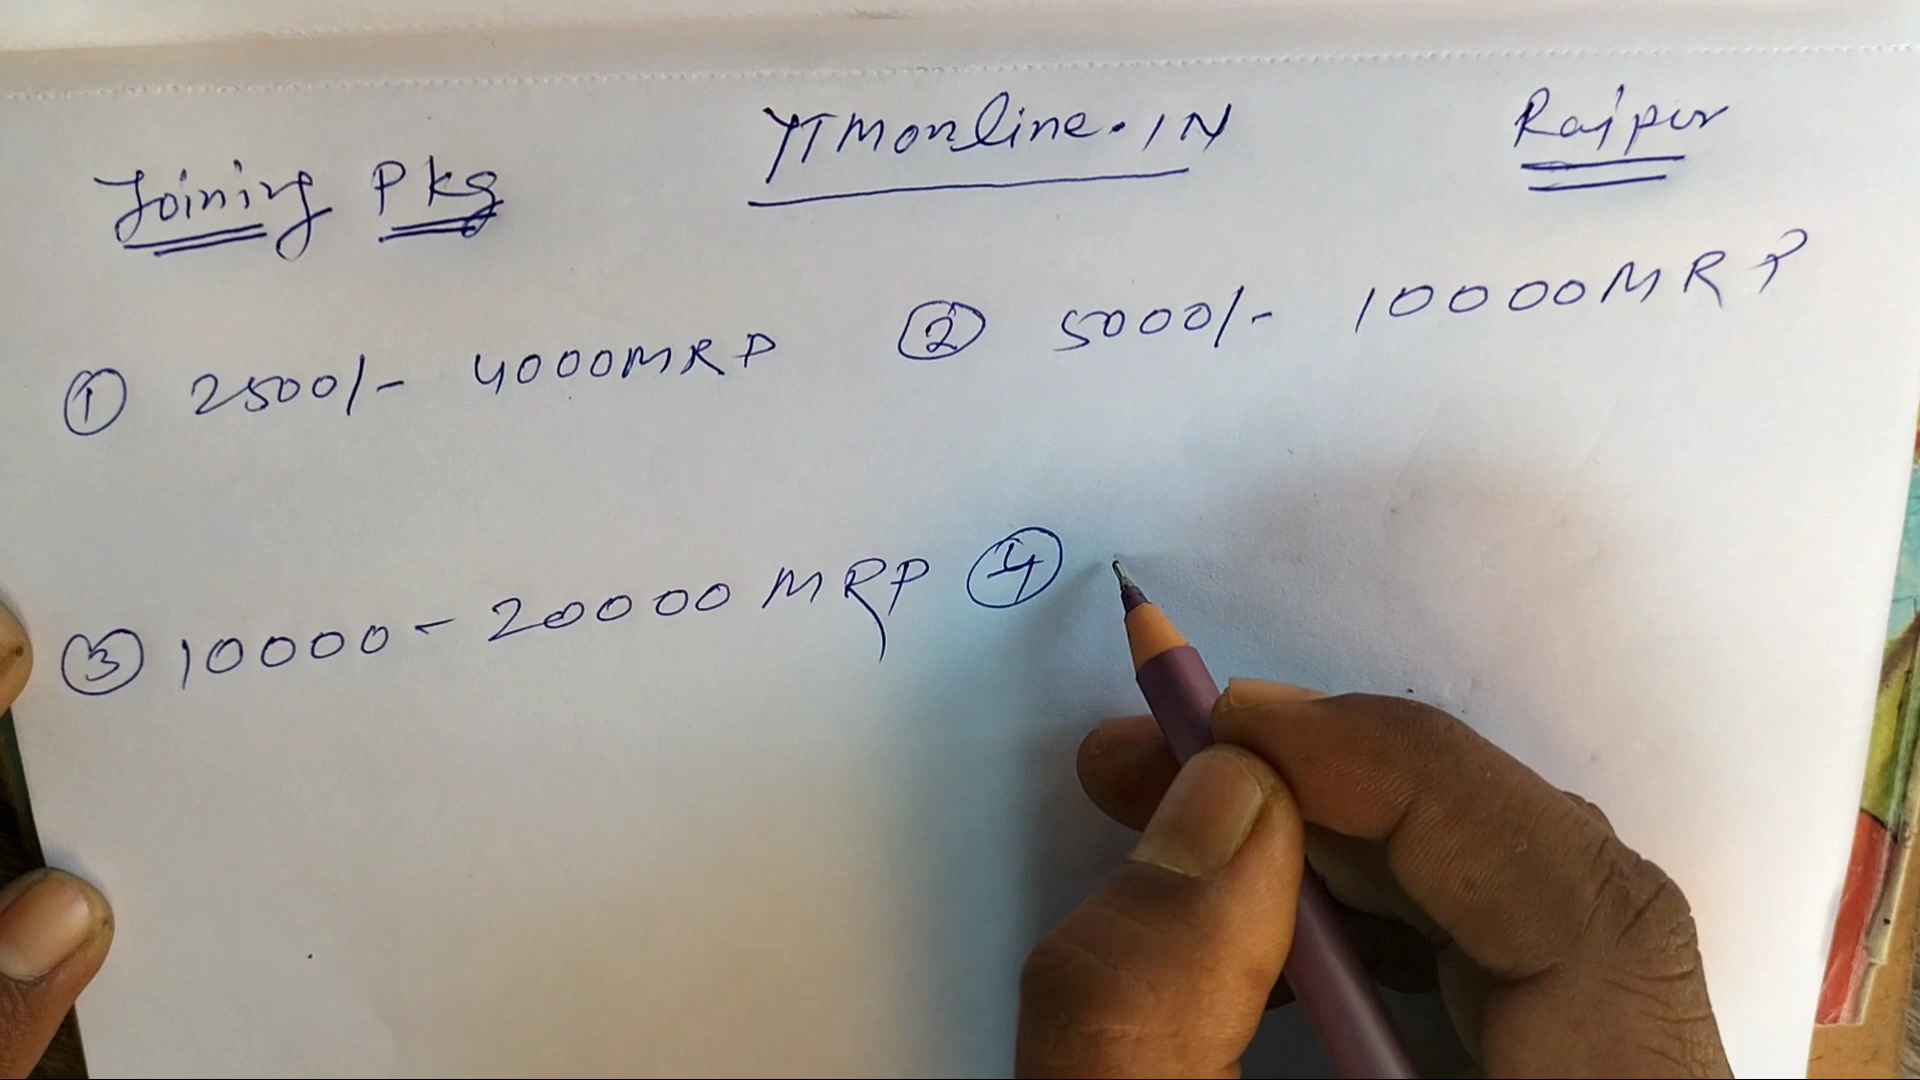 YTMonline.IN
Raipur
Joining Pkg
① 2500/- 4000MRP ② 5000/- 10000MRP
③ 10000- 20000 MRP ④